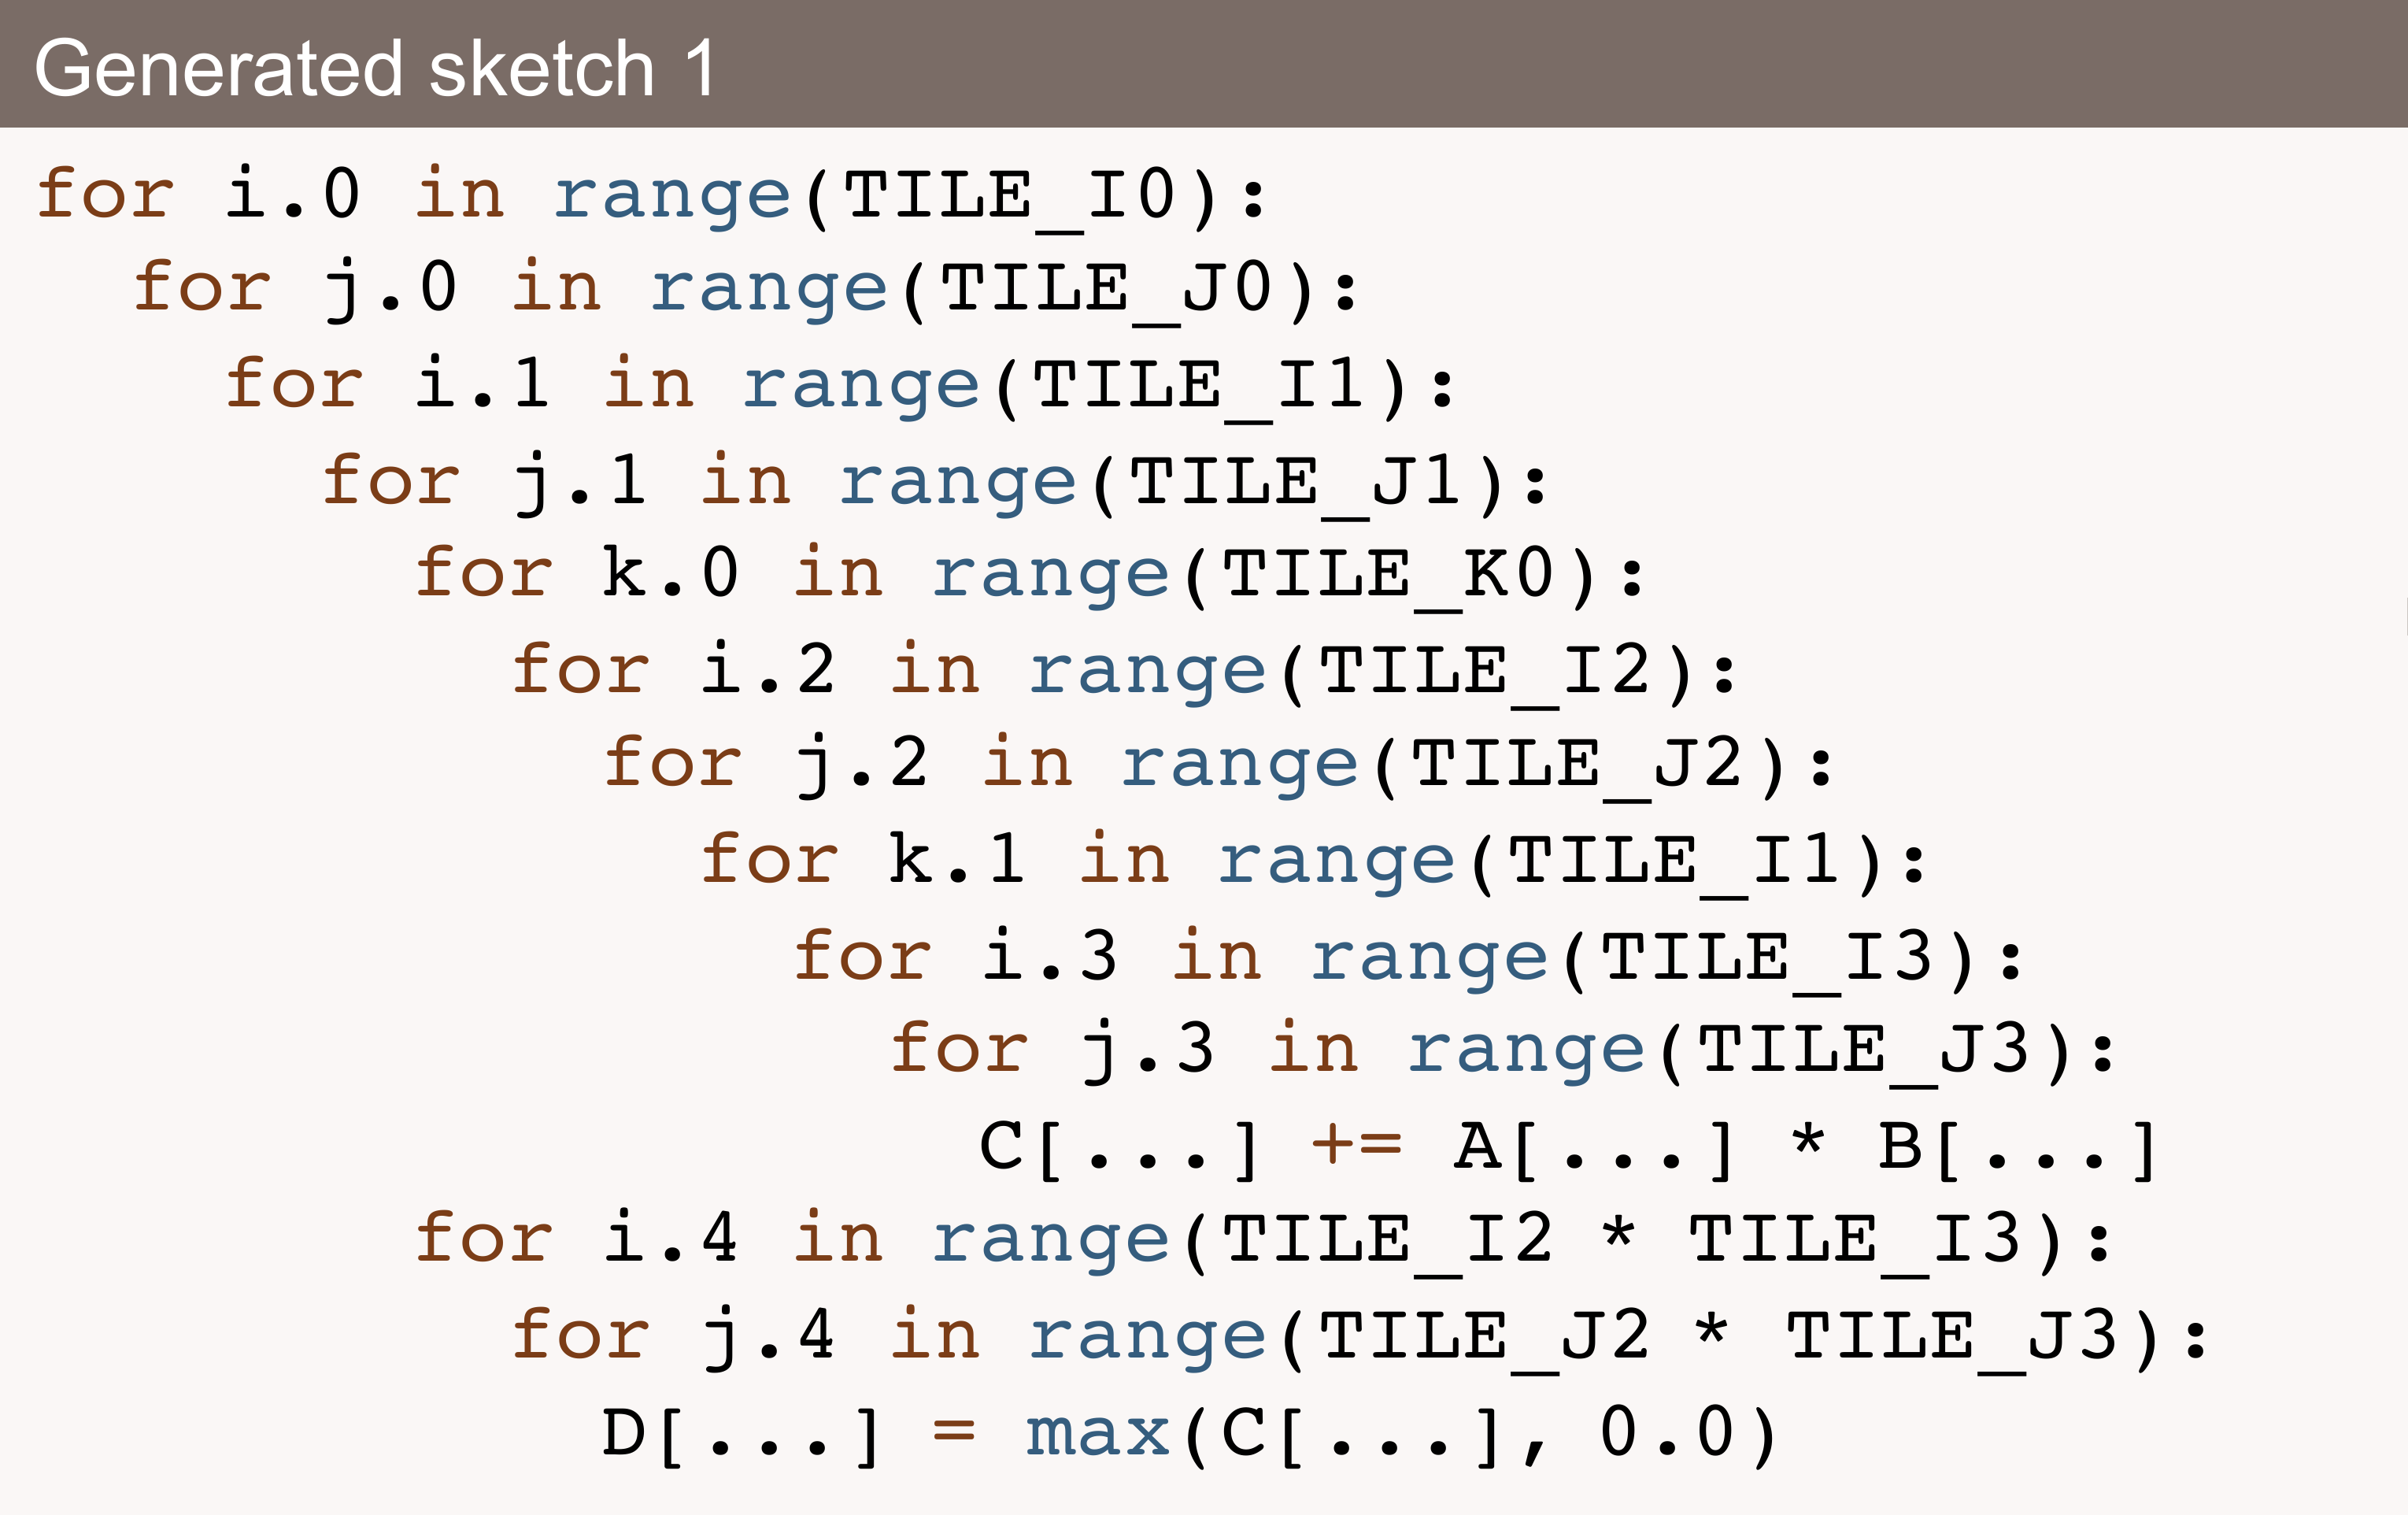 Generated sketch 1
for i.0 in range(TILE_I0):
for j.0 in range(TILE_J0):
for i.1 in range(TILE_I1):
for j.1 in range(TILE_J1):
for k.0 in range(TILE_K0):
for i.2 in range(TILE_I2):
for j.2 in range(TILE_J2):
for k.1 in range(TILE_I1):
for i.3 in range(TILE_I3):
for j.3 in range(TILE_J3):
C[...] += A[...] * B[...]
for i.4 in range(TILE_I2 * TILE_I3):
for j.4 in range(TILE_J2 * TILE_J3):
D[...] = max(C[...], 0.0)